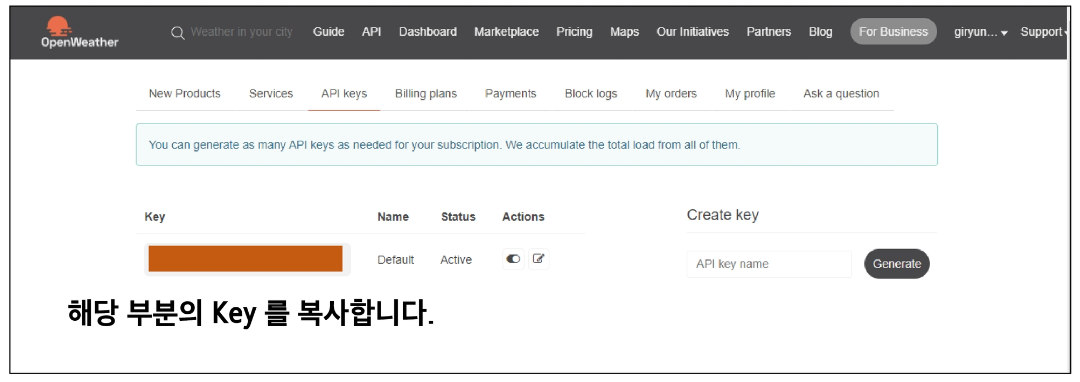 OpenWeather
Weather in your city Guide API Dashboard Marketplace Pricing Maps Our Initiatives Partners Blog For Business giryun... Support
New Products Services API keys Billing plans Payments Block logs My orders My profile Ask a question
You can generate as many API keys as needed for your subscription. We accumulate the total load from all of them.
Key Name Status Actions Create key
Default Active API key name Generate
해당 부분의 Key 를 복사합니다.